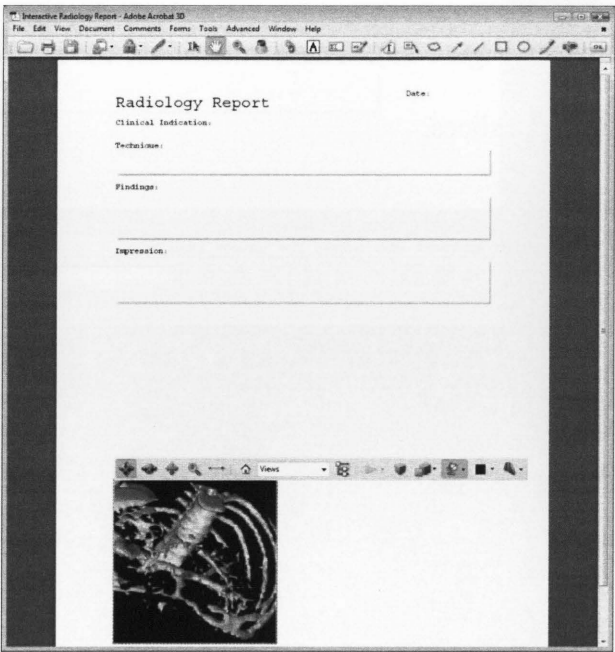 Interactive Radiology Report - Adobe Acrobat 3D
File Edit View Document Comments Forms Tools Advanced Window Help
Date:
Radiology Report
Clinical Indication:
Technique:
Findings:
Impression:
Views